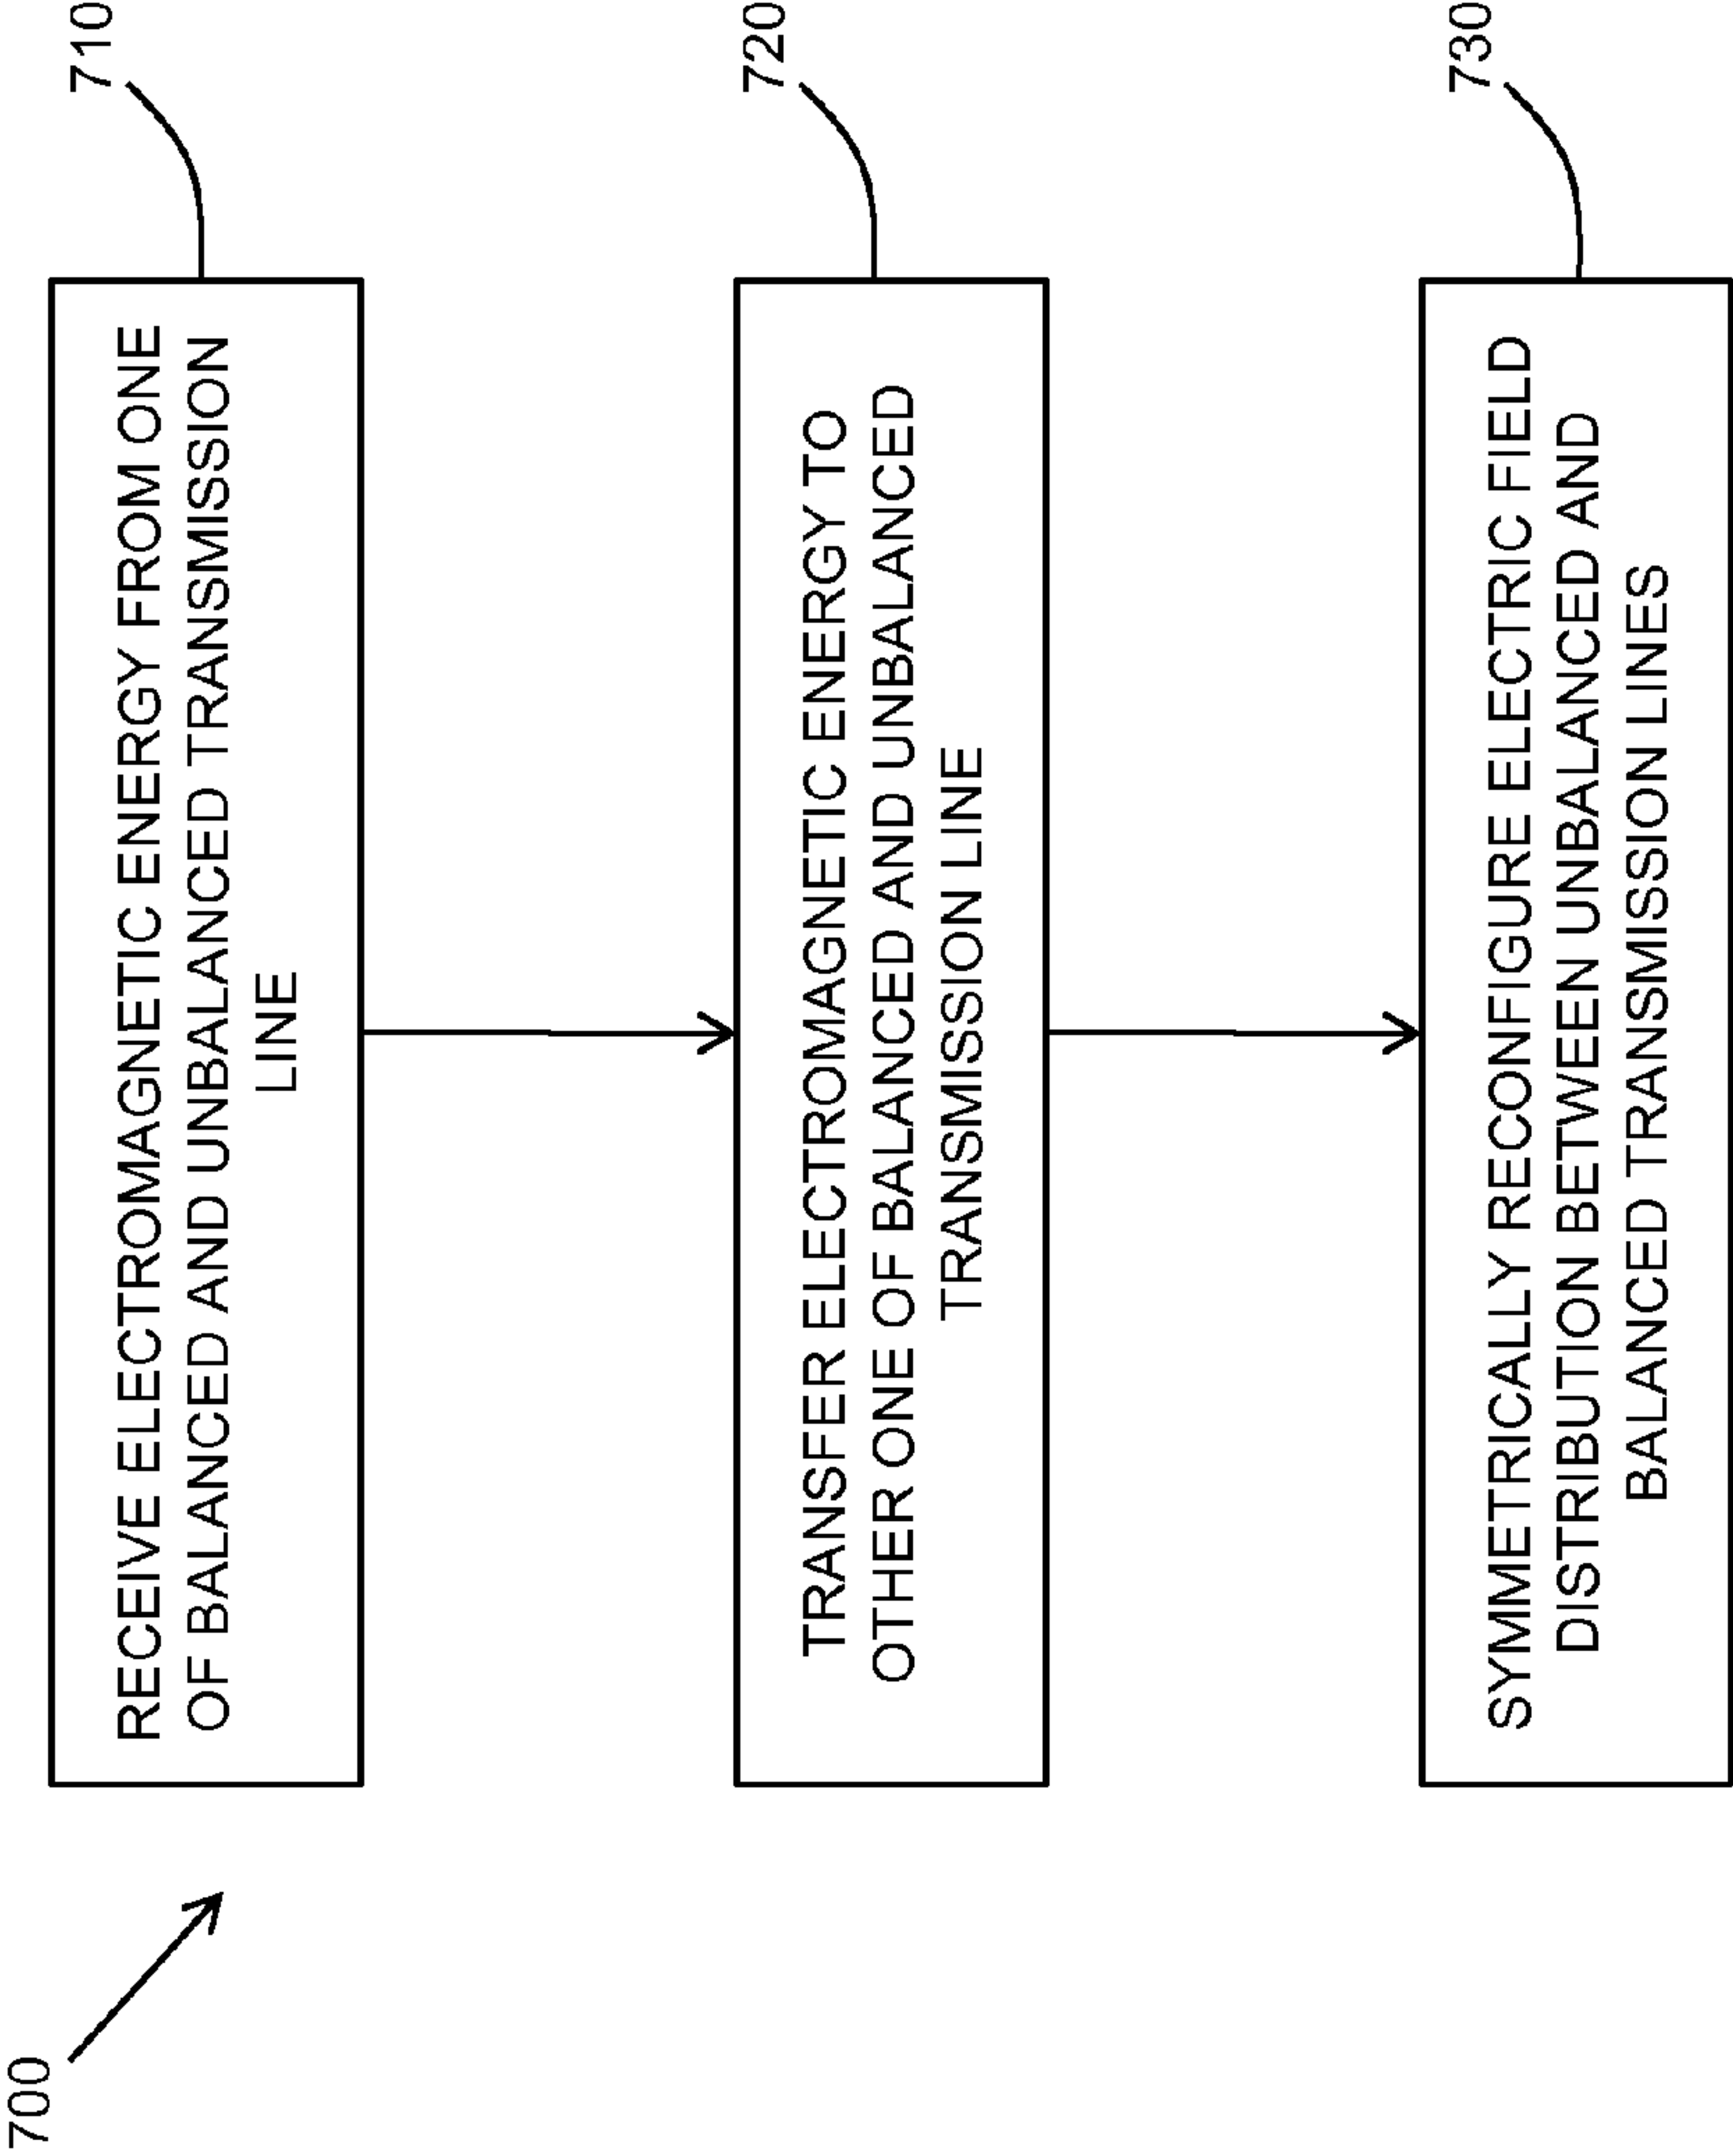 700
710
RECEIVE ELECTROMAGNETIC ENERGY FROM ONE
OF BALANCED AND UNBALANCED TRANSMISSION
LINE
720
TRANSFER ELECTROMAGNETIC ENERGY TO
OTHER ONE OF BALANCED AND UNBALANCED
TRANSMISSION LINE
730
SYMMETRICALLY RECONFIGURE ELECTRIC FIELD
DISTRIBUTION BETWEEN UNBALANCED AND
BALANCED TRANSMISSION LINES